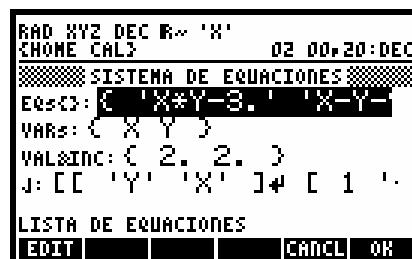 RAD XYZ DEC R~ 'X'
{HOME CAL} 02 00,20:DEC
SISTEMA DE EQUACIONES
EQS{}: { 'X*Y-3.' 'X-Y-
VARS: { X Y }
VAL&INC: { 2. 2. }
J: [[ 'Y' 'X' ]↵ [ 1 '-
LISTA DE EQUACIONES
EDIT CANCL OK